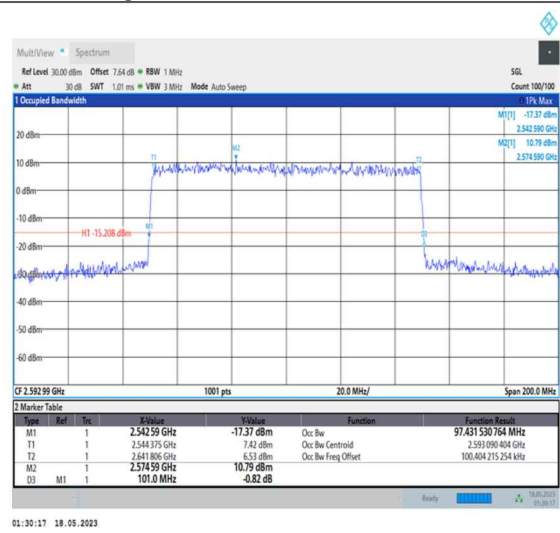 MultiView Spectrum
Ref Level 30.00 dBm Offset 7.64 dB RBW 1 MHz SGL
Att 30 dB SWT 1.01 ms VBW 3 MHz Mode Auto Sweep Count 100/100
1 Occupied Bandwidth 1Pk Max
M1[1] -17.37 dBm
2.542 590 GHz
M2[1] 10.79 dBm
2.574 590 GHz
20 dBm
M2
T1
T2
10 dBm
0 dBm
-10 dBm
M1
H1 -15.208 dBm
D3
-20 dBm
-30 dBm
-40 dBm
-50 dBm
-60 dBm
CF 2.592 99 GHz 1001 pts 20.0 MHz/ Span 200.0 MHz
2 Marker Table
Type Ref Trc X-Value Y-Value Function Function Result
M1 1 2.542 59 GHz -17.37 dBm Occ Bw 97.431 530 764 MHz
T1 1 2.544 375 GHz 7.42 dBm Occ Bw Centroid 2.593 090 404 GHz
T2 1 2.641 806 GHz 6.53 dBm Occ Bw Freq Offset 100.404 215 254 kHz
M2 1 2.574 59 GHz 10.79 dBm
D3 M1 1 101.0 MHz -0.82 dB
Ready 18.05.2023
01:30:17
01:30:17 18.05.2023